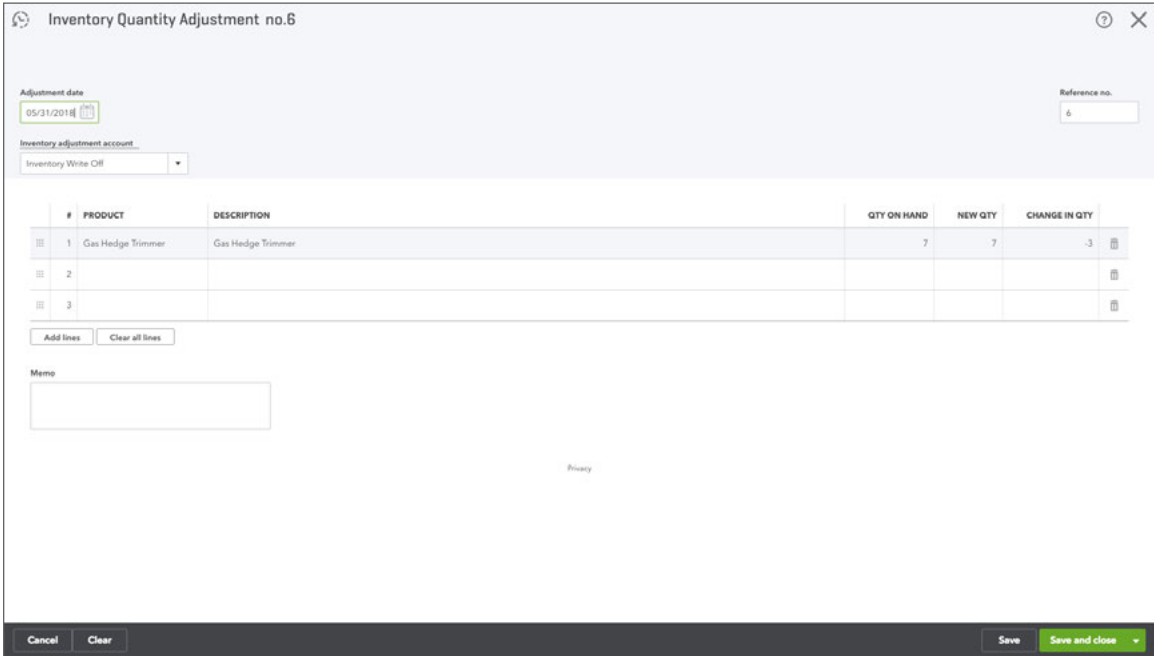 Inventory Quantity Adjustment no.6
Adjustment date
Reference no.
05/31/2018
6
Inventory adjustment account
Inventory Write Off
# PRODUCT DESCRIPTION QTY ON HAND NEW QTY CHANGE IN QTY
1 Gas Hedge Trimmer Gas Hedge Trimmer 7 7 -3
2
3
Add lines Clear all lines
Memo
Privacy
Cancel Clear Save Save and close